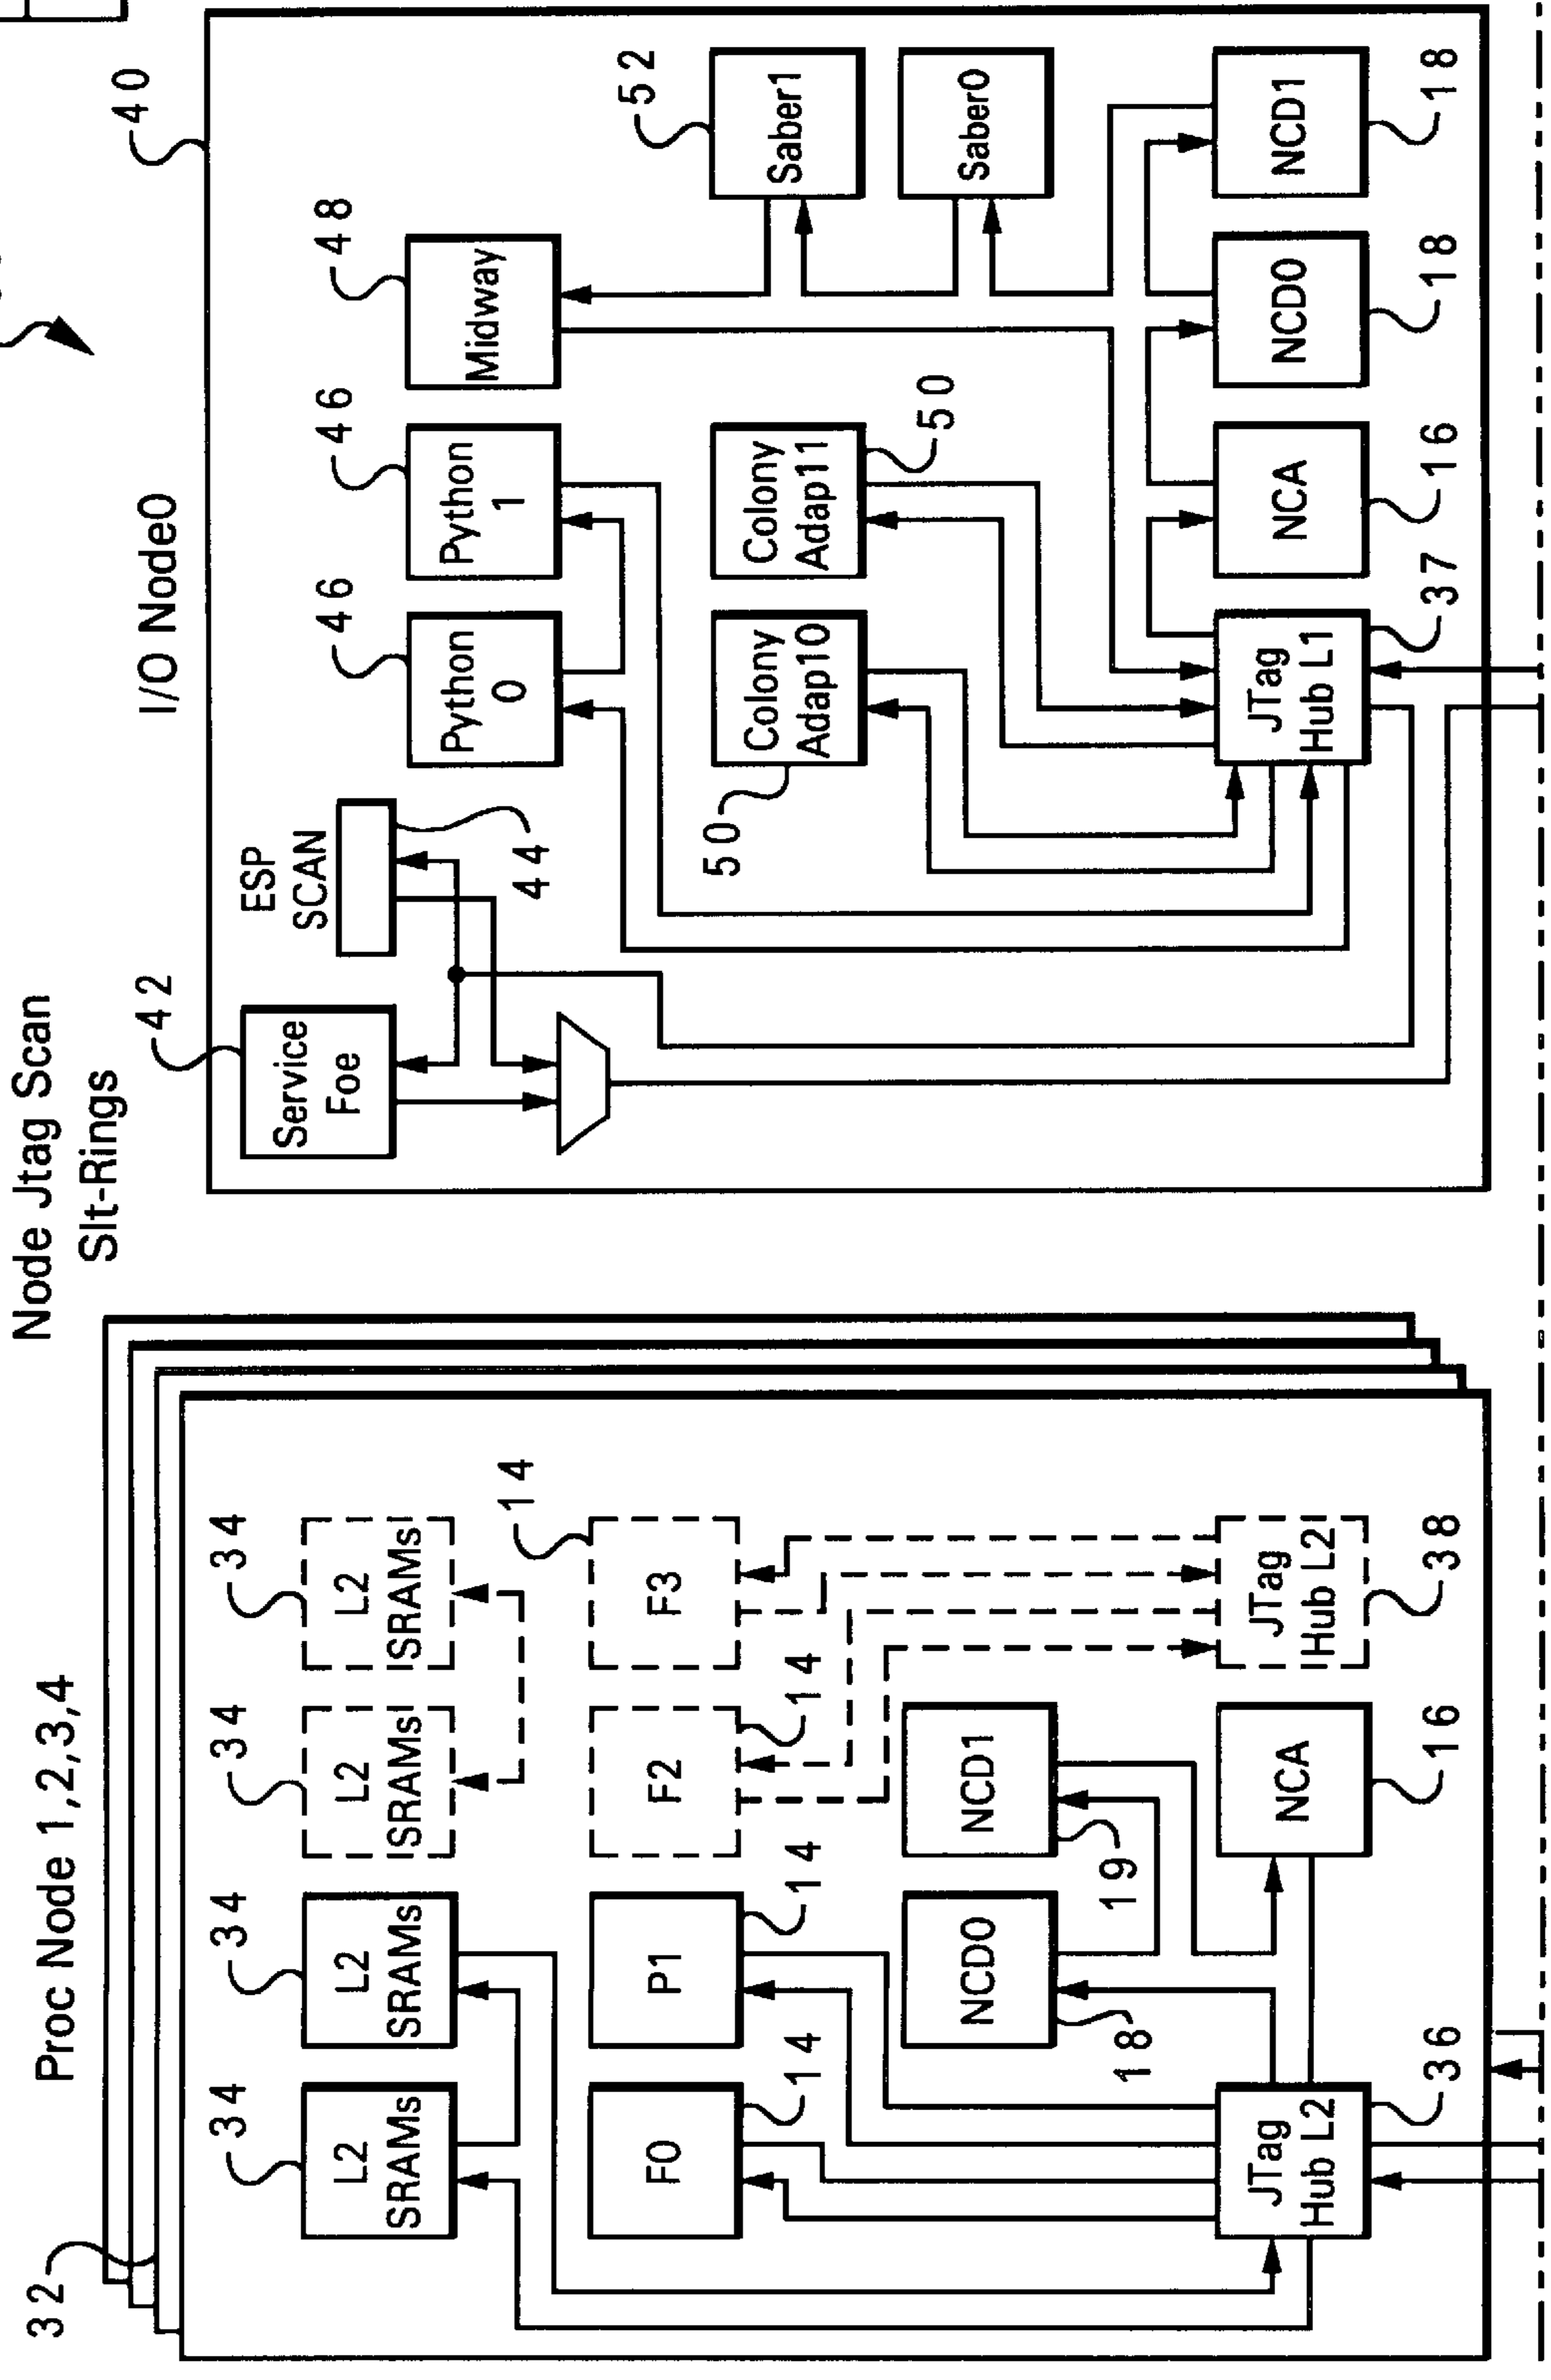 Node Jtag Scan
Slt-Rings
Proc Node 1,2,3,4
32
34
34
34
34
L2
SRAMs
L2
SRAMs
L2
SRAMs
L2
SRAMs
14
F0
P1
F2
F3
14
14
14
NCD0
NCD1
18
19
JTag
Hub L2
NCA
JTag
Hub L2
36
16
38
I/O Node0
40
42
Service
Foe
ESP
SCAN
44
46
46
48
Python
0
Python
1
Midway
52
50
Colony
Adap10
Colony
Adap11
50
Saber1
Saber0
JTag
Hub L1
NCA
NCD0
NCD1
37
16
18
18